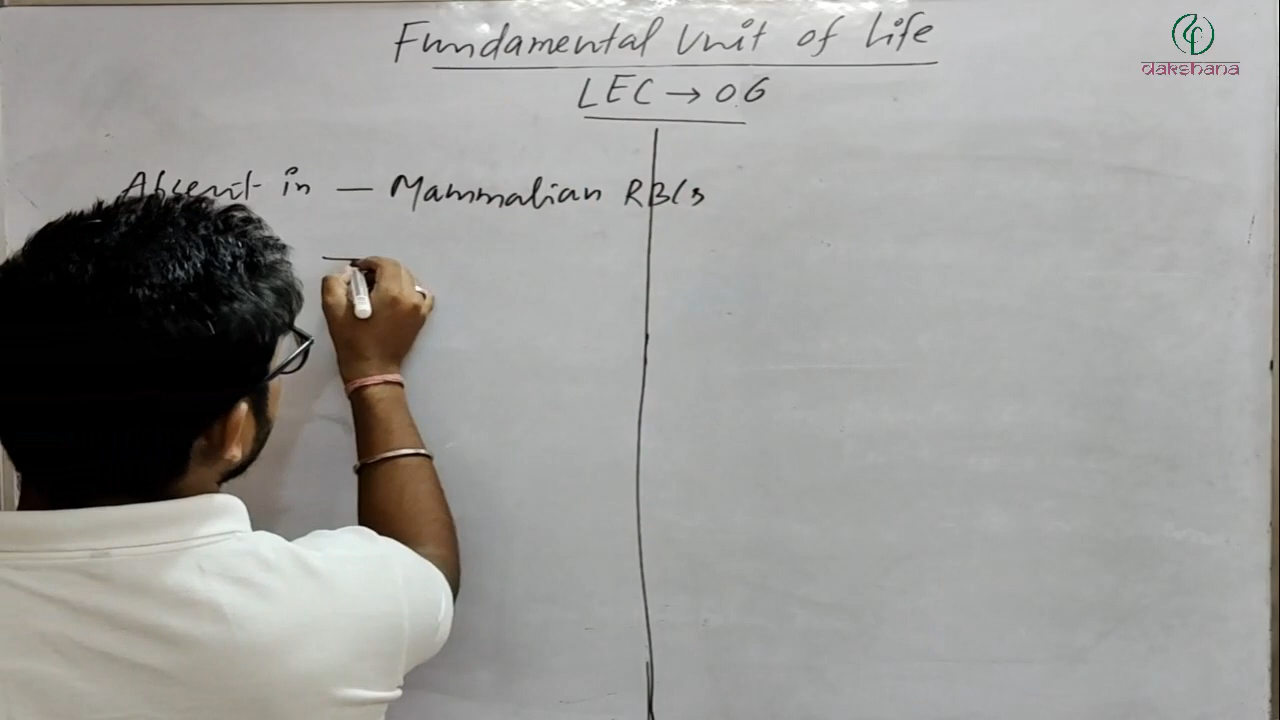 Fundamental Unit of Life
LEC → 06
dakshana
Absent in — Mammalian RBCs
—